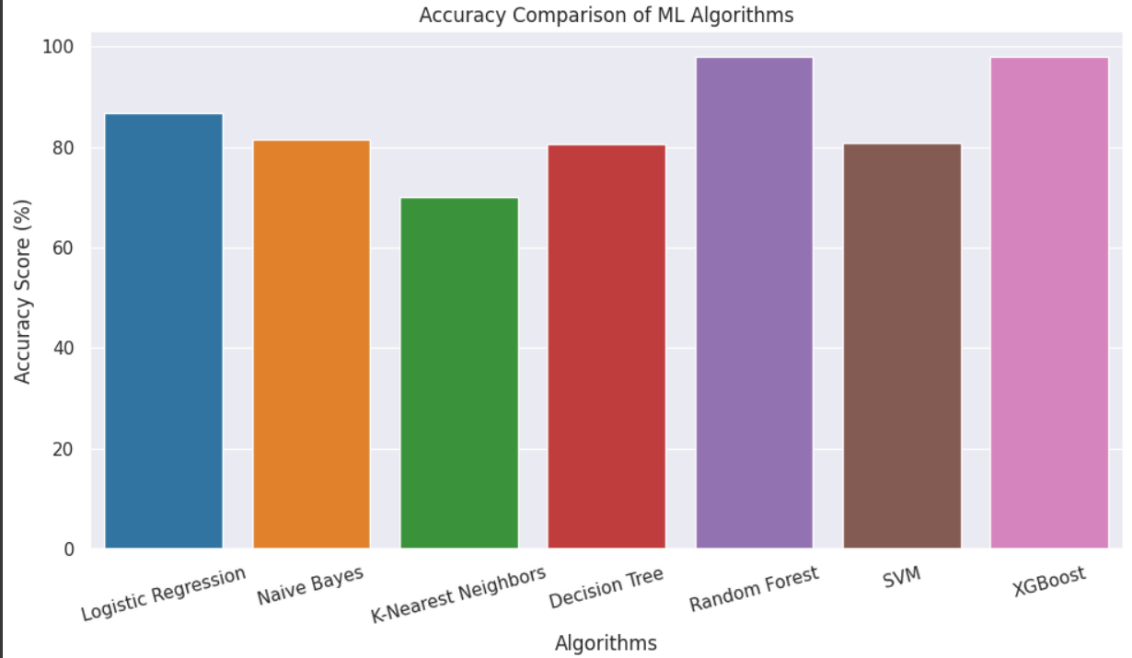 Accuracy Comparison of ML Algorithms
Accuracy Score (%)
100
80
60
40
20
0
Logistic Regression
Naive Bayes
K-Nearest Neighbors
Decision Tree
Random Forest
SVM
XGBoost
Algorithms